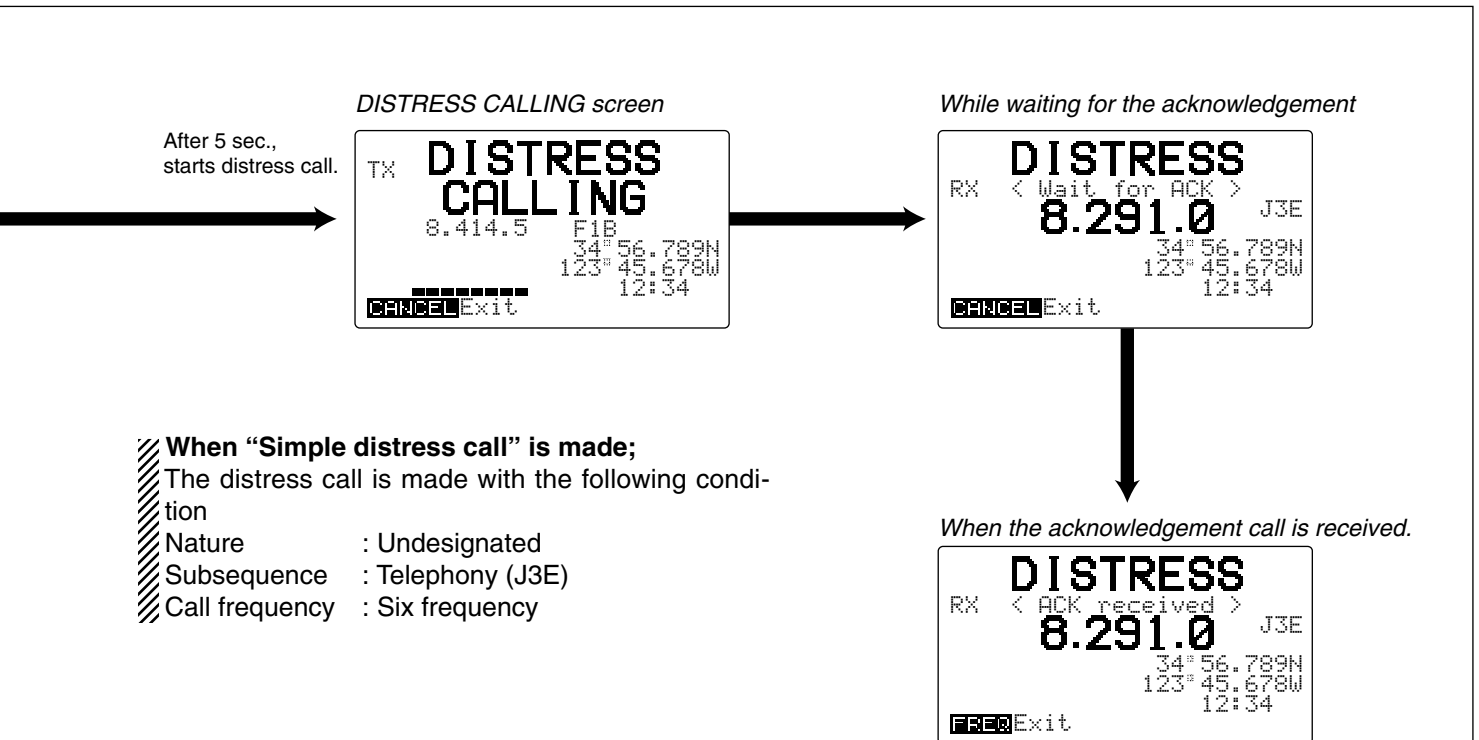 DISTRESS CALLING screen
After 5 sec.,
starts distress call.
TX DISTRESS
CALLING
8.414.5 F1B
34°56.789N
123°45.678W
12:34
CANCEL Exit
While waiting for the acknowledgement
DISTRESS
RX < Wait for ACK >
8.291.0 J3E
34°56.789N
123°45.678W
12:34
CANCEL Exit
When “Simple distress call” is made;
The distress call is made with the following condi-
tion
Nature : Undesignated
Subsequence : Telephony (J3E)
Call frequency : Six frequency
When the acknowledgement call is received.
DISTRESS
RX < ACK received >
8.291.0 J3E
34°56.789N
123°45.678W
12:34
FREQ Exit